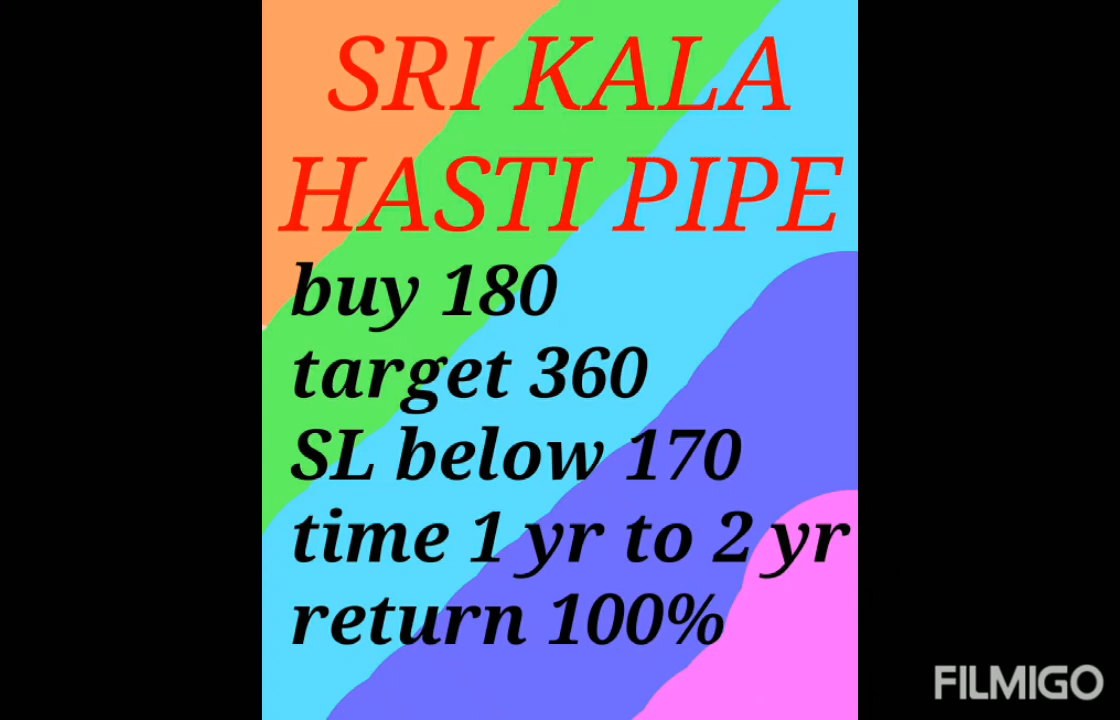 SRI KALA
HASTI PIPE
buy 180
target 360
SL below 170
time 1 yr to 2 yr
return 100%
FILMIGO